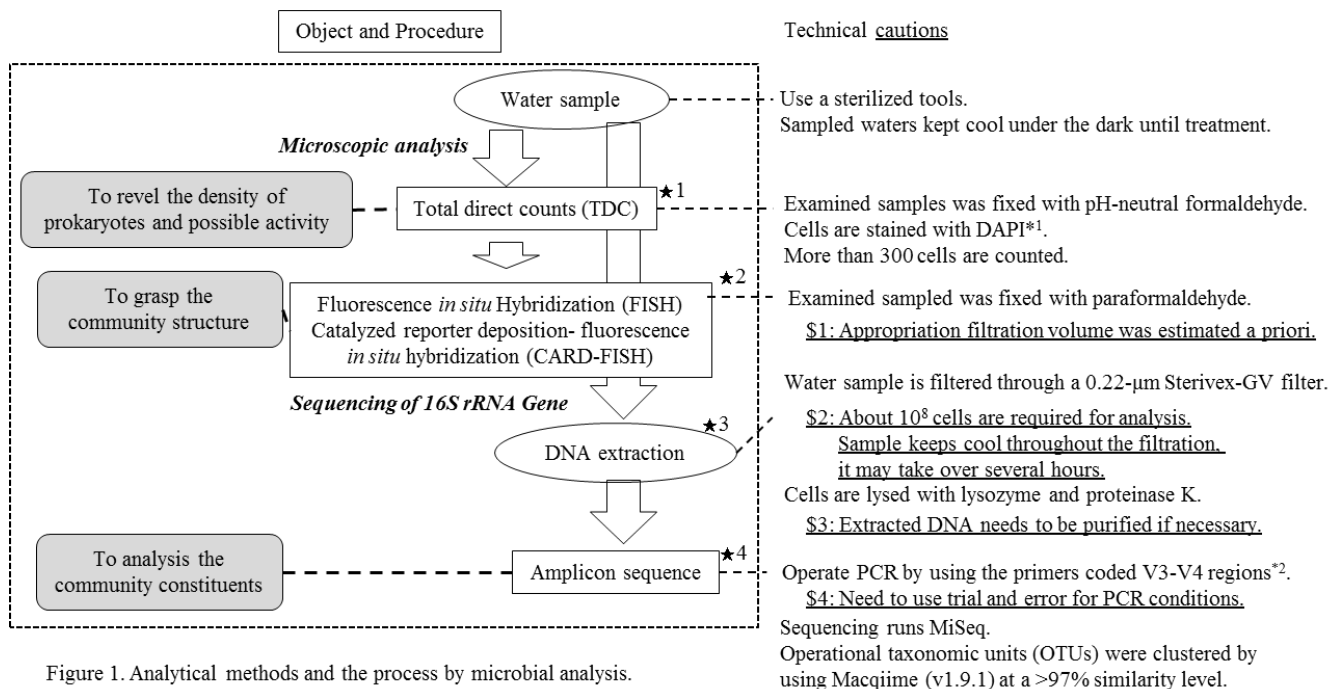 Object and Procedure
Technical cautions
Water sample
Use a sterilized tools.
Sampled waters kept cool under the dark until treatment.
Microscopic analysis
To revel the density of
prokaryotes and possible activity
★1
Total direct counts (TDC)
Examined samples was fixed with pH-neutral formaldehyde.
Cells are stained with DAPI*1.
More than 300 cells are counted.
To grasp the
community structure
★2
Fluorescence in situ Hybridization (FISH)
Catalyzed reporter deposition- fluorescence
in situ hybridization (CARD-FISH)
Examined sampled was fixed with paraformaldehyde.
$1: Appropriation filtration volume was estimated a priori.
Sequencing of 16S rRNA Gene
Water sample is filtered through a 0.22-μm Sterivex-GV filter.
★3
DNA extraction
$2: About 10⁸ cells are required for analysis.
Sample keeps cool throughout the filtration,
it may take over several hours.
Cells are lysed with lysozyme and proteinase K.
$3: Extracted DNA needs to be purified if necessary.
To analysis the
community constituents
★4
Amplicon sequence
Operate PCR by using the primers coded V3-V4 regions*2.
$4: Need to use trial and error for PCR conditions.
Sequencing runs MiSeq.
Operational taxonomic units (OTUs) were clustered by
using Macqiime (v1.9.1) at a >97% similarity level.
Figure 1. Analytical methods and the process by microbial analysis.